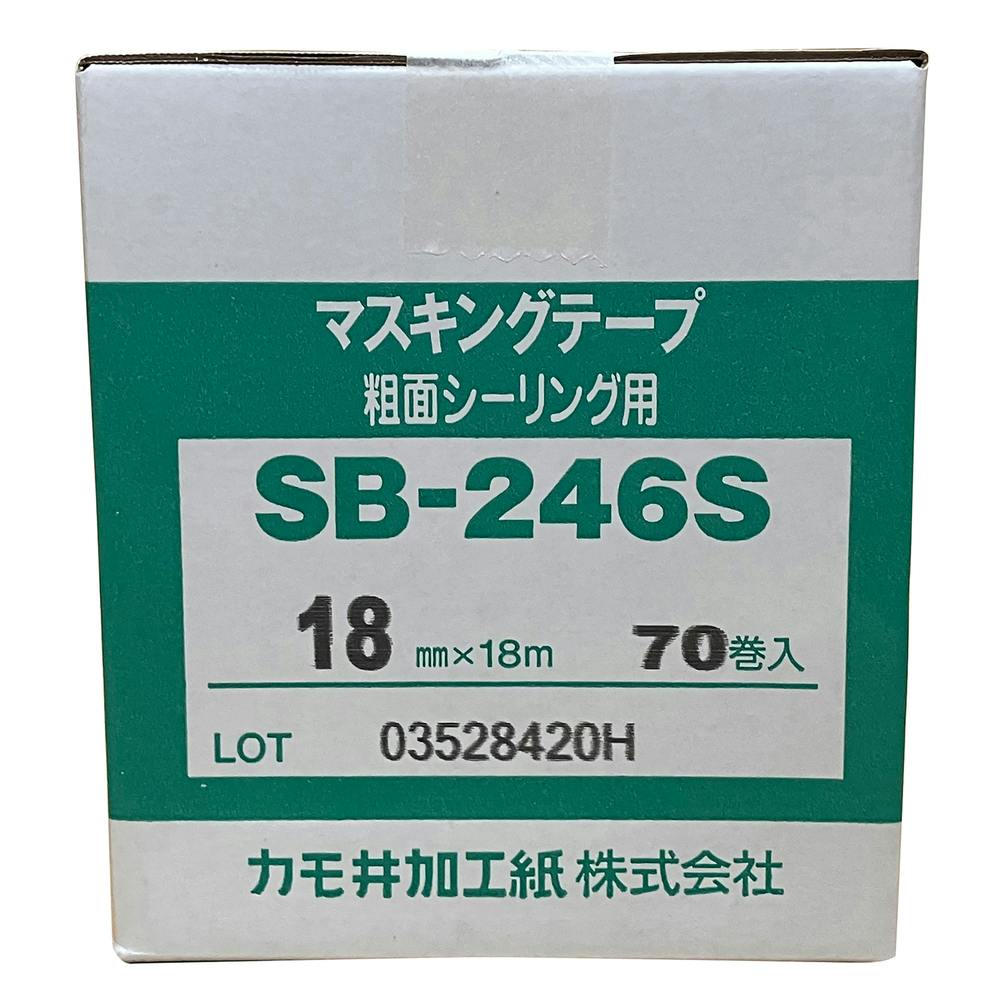 マスキングテープ
粗面シーリング用
SB-246S
18 mm×18m 70巻入
LOT 03528420H
カモ井加工紙株式会社